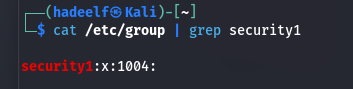 ┌──(hadeelf㉿Kali)-[~]
└─$ cat /etc/group | grep security1
security1:x:1004: